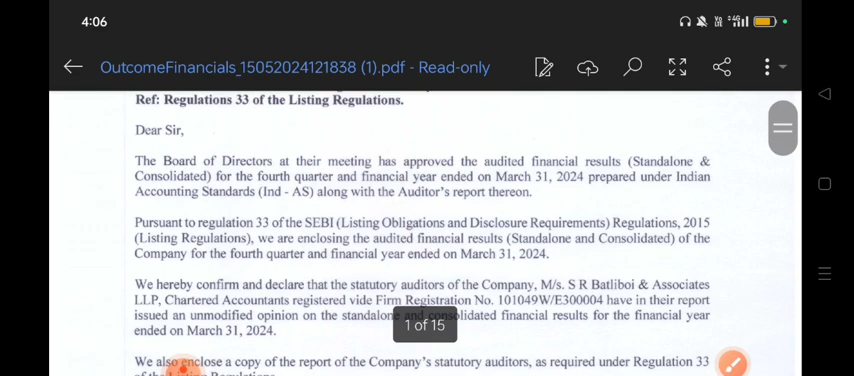 4:06
4G
OutcomeFinancials_15052024121838 (1).pdf - Read-only
Ref: Regulations 33 of the Listing Regulations.
Dear Sir,
The Board of Directors at their meeting has approved the audited financial results (Standalone &
Consolidated) for the fourth quarter and financial year ended on March 31, 2024 prepared under Indian
Accounting Standards (Ind - AS) along with the Auditor's report thereon.
Pursuant to regulation 33 of the SEBI (Listing Obligations and Disclosure Requirements) Regulations, 2015
(Listing Regulations), we are enclosing the audited financial results (Standalone and Consolidated) of the
Company for the fourth quarter and financial year ended on March 31, 2024.
We hereby confirm and declare that the statutory auditors of the Company, M/s. S R Batliboi & Associates
LLP, Chartered Accountants registered vide Firm Registration No. 101049W/E300004 have in their report
issued an unmodified opinion on the standalone and consolidated financial results for the financial year
ended on March 31, 2024.
1 of 15
We also enclose a copy of the report of the Company's statutory auditors, as required under Regulation 33
of the Listing Regulations.